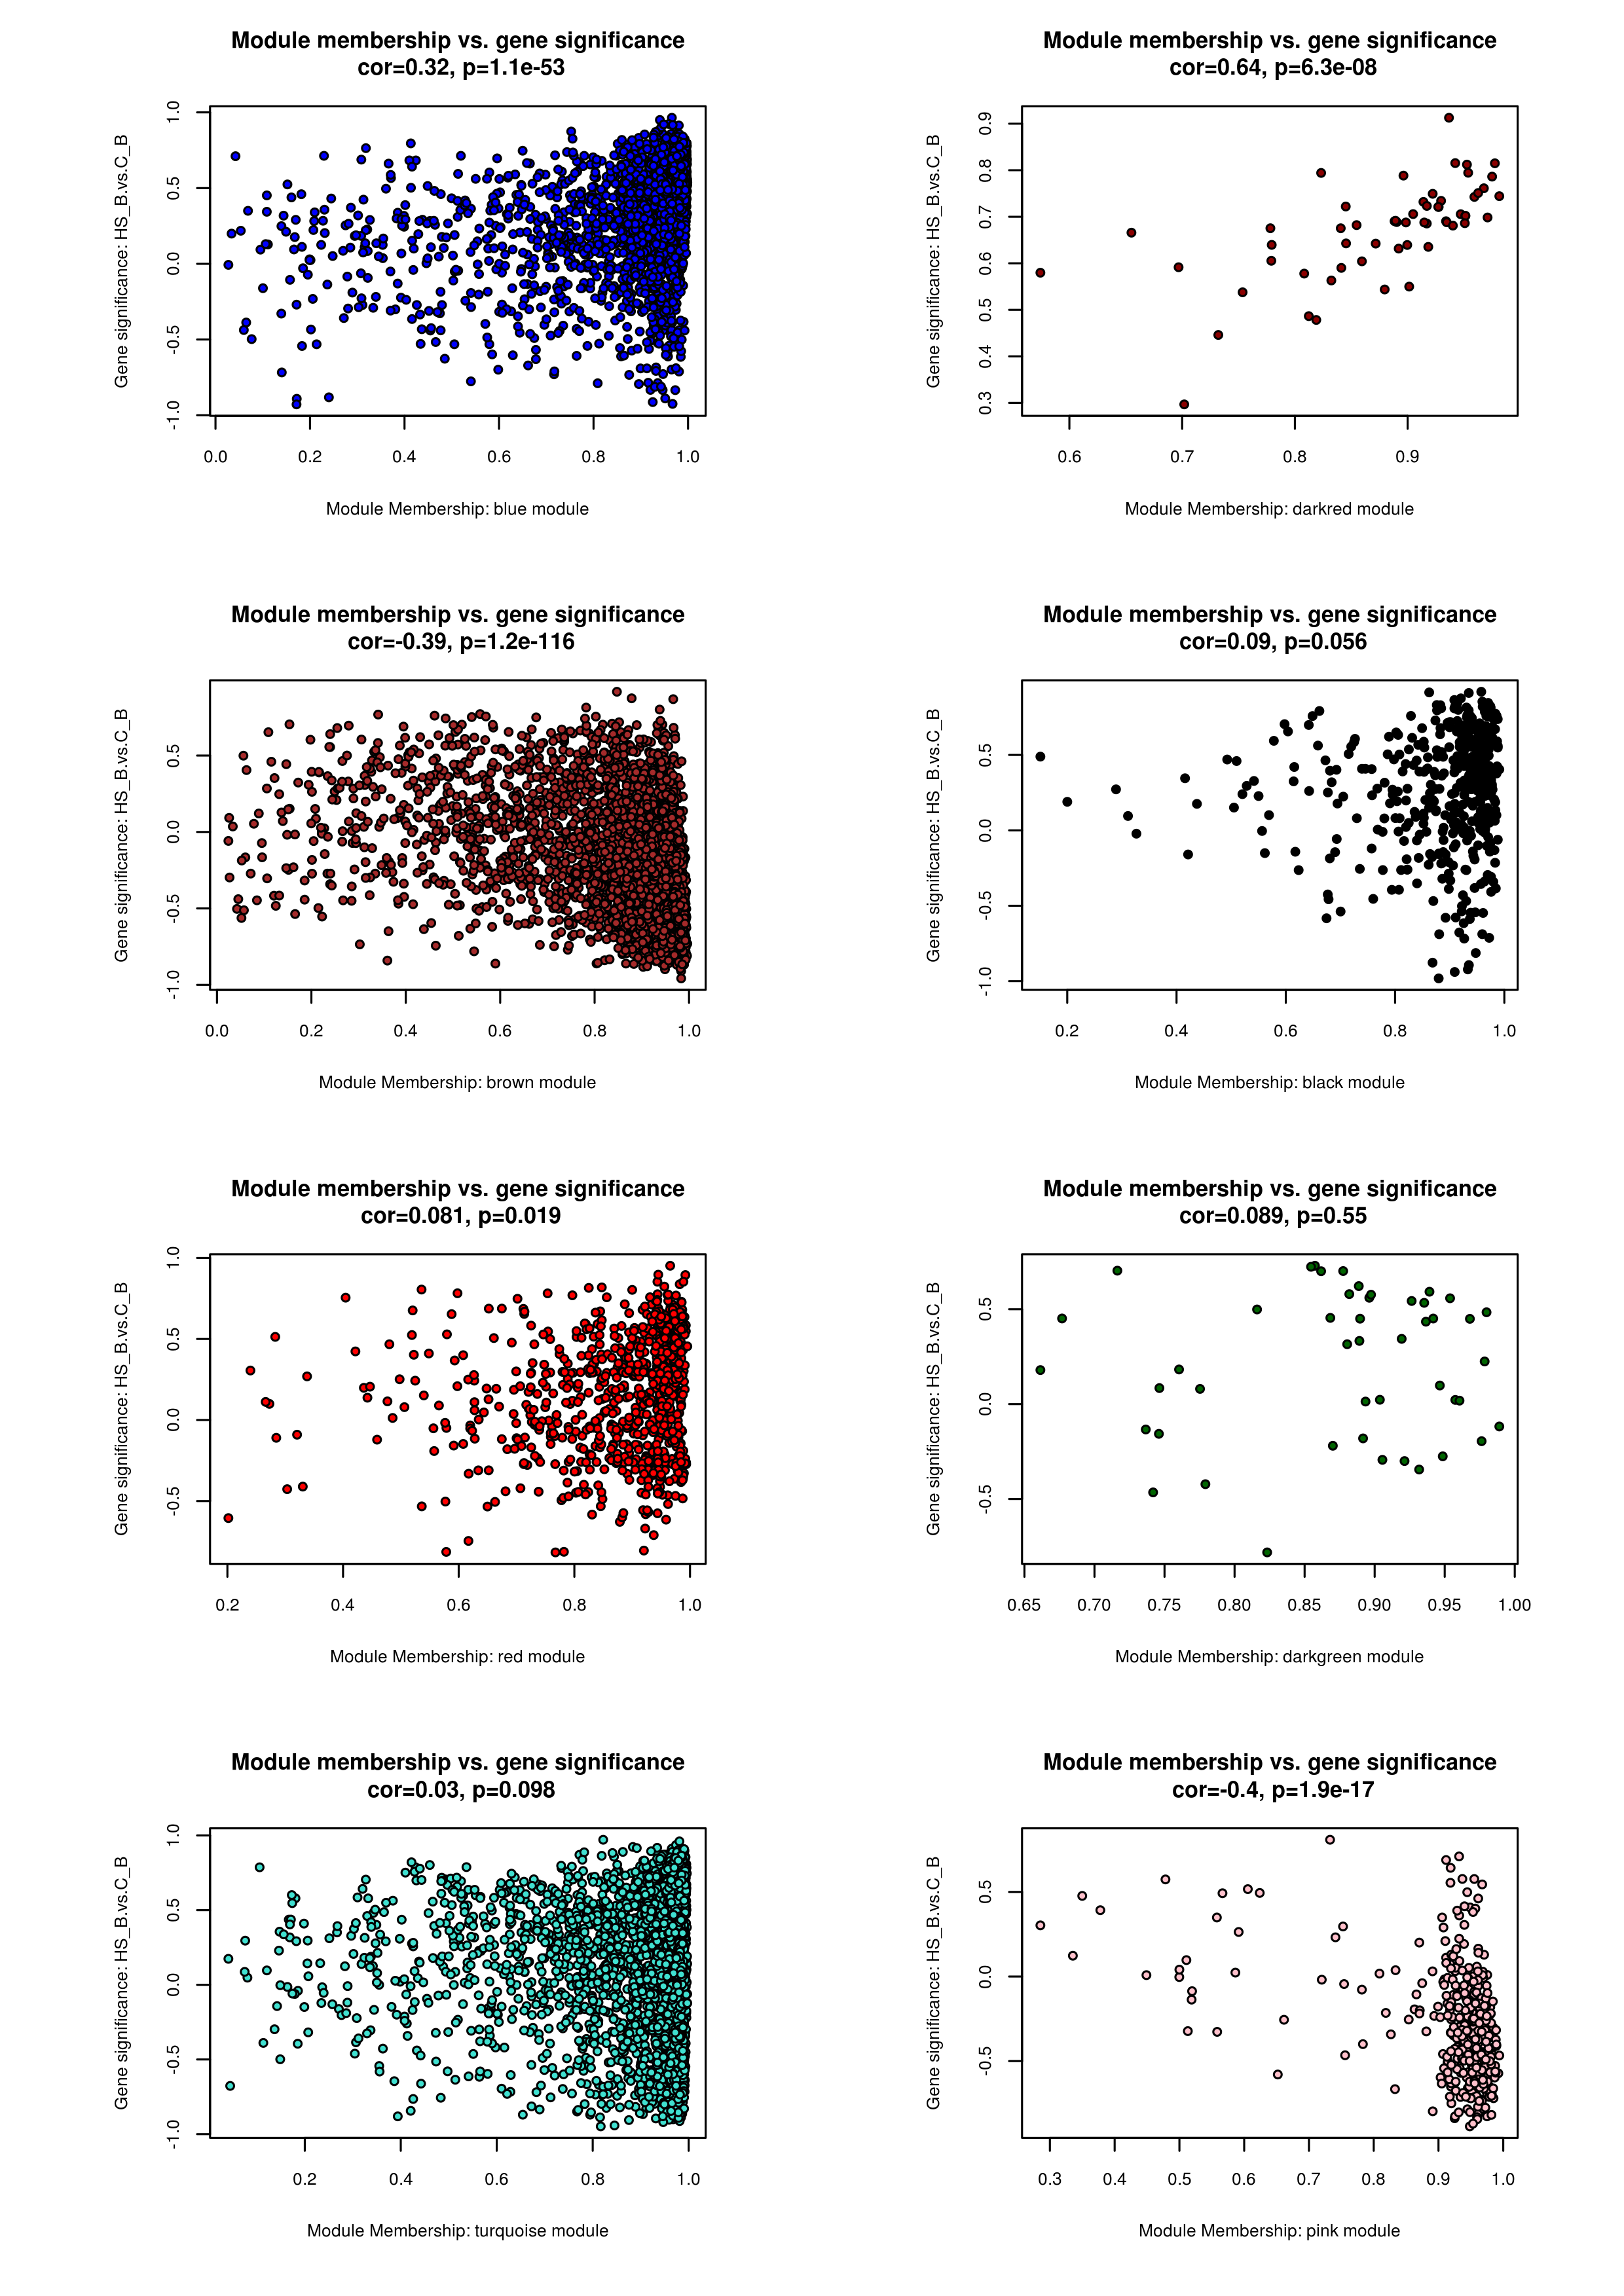 Module membership vs. gene significance
cor=0.32, p=1.1e-53
Gene significance: HS_B.vs.C_B
1.0
0.5
0.0
-0.5
-1.0
0.0 0.2 0.4 0.6 0.8 1.0
Module Membership: blue module
Module membership vs. gene significance
cor=0.64, p=6.3e-08
Gene significance: HS_B.vs.C_B
0.9
0.8
0.7
0.6
0.5
0.4
0.3
0.6 0.7 0.8 0.9
Module Membership: darkred module
Module membership vs. gene significance
cor=-0.39, p=1.2e-116
Gene significance: HS_B.vs.C_B
0.5
0.0
-0.5
-1.0
0.0 0.2 0.4 0.6 0.8 1.0
Module Membership: brown module
Module membership vs. gene significance
cor=0.09, p=0.056
Gene significance: HS_B.vs.C_B
0.5
0.0
-0.5
-1.0
0.2 0.4 0.6 0.8 1.0
Module Membership: black module
Module membership vs. gene significance
cor=0.081, p=0.019
Gene significance: HS_B.vs.C_B
1.0
0.5
0.0
-0.5
0.2 0.4 0.6 0.8 1.0
Module Membership: red module
Module membership vs. gene significance
cor=0.089, p=0.55
Gene significance: HS_B.vs.C_B
0.5
0.0
-0.5
0.65 0.70 0.75 0.80 0.85 0.90 0.95 1.00
Module Membership: darkgreen module
Module membership vs. gene significance
cor=0.03, p=0.098
Gene significance: HS_B.vs.C_B
1.0
0.5
0.0
-0.5
-1.0
0.2 0.4 0.6 0.8 1.0
Module Membership: turquoise module
Module membership vs. gene significance
cor=-0.4, p=1.9e-17
Gene significance: HS_B.vs.C_B
0.5
0.0
-0.5
0.3 0.4 0.5 0.6 0.7 0.8 0.9 1.0
Module Membership: pink module